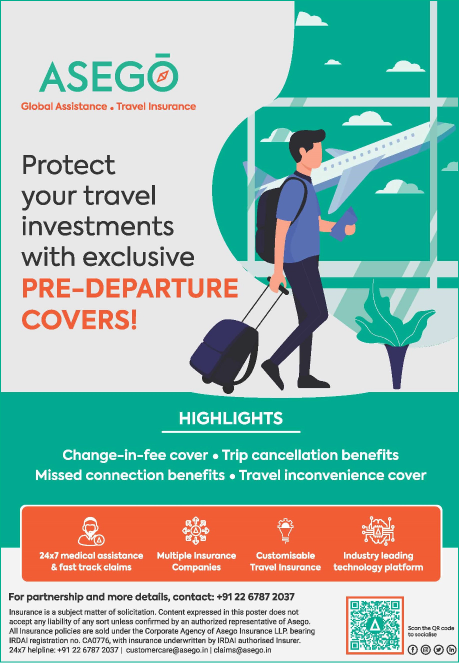 ASEGŌ
Global Assistance • Travel Insurance
Protect
your travel
investments
with exclusive
PRE-DEPARTURE
COVERS!
HIGHLIGHTS
Change-in-fee cover • Trip cancellation benefits
Missed connection benefits • Travel inconvenience cover
24x7 medical assistance
& fast track claims
Multiple Insurance
Companies
Customisable
Travel Insurance
Industry leading
technology platform
For partnership and more details, contact: +91 22 6787 2037
Insurance is a subject matter of solicitation. Content expressed in this poster does not
accept any liability of any sort unless confirmed by an authorized representative of Asego.
All Insurance policies are sold under the Corporate Agency of Asego Insurance LLP. bearing
IRDAI registration no. CA0776, with insurance underwritten by IRDAI authorised Insurer.
24x7 helpline: +91 22 6787 2037 | customercare@asego.in | claims@asego.in
Scan the QR code
to socialise